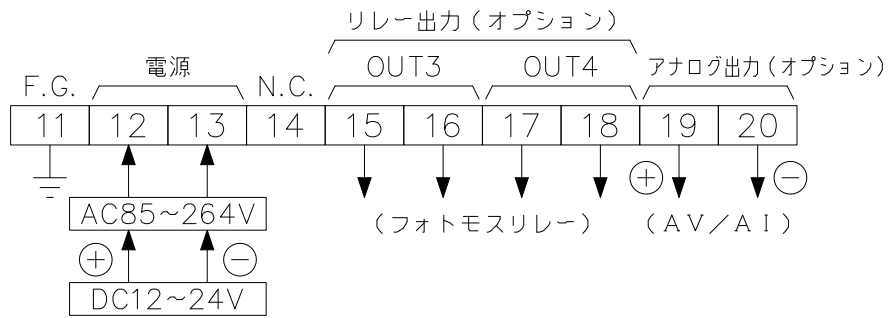 リレー出力(オプション)
F.G. 電源 N.C. OUT3 OUT4 アナログ出力(オプション)
11 12 13 14 15 16 17 18 19 20
AC85~264V (フォトモスリレー) (AV/AI)
+ - + -
DC12~24V